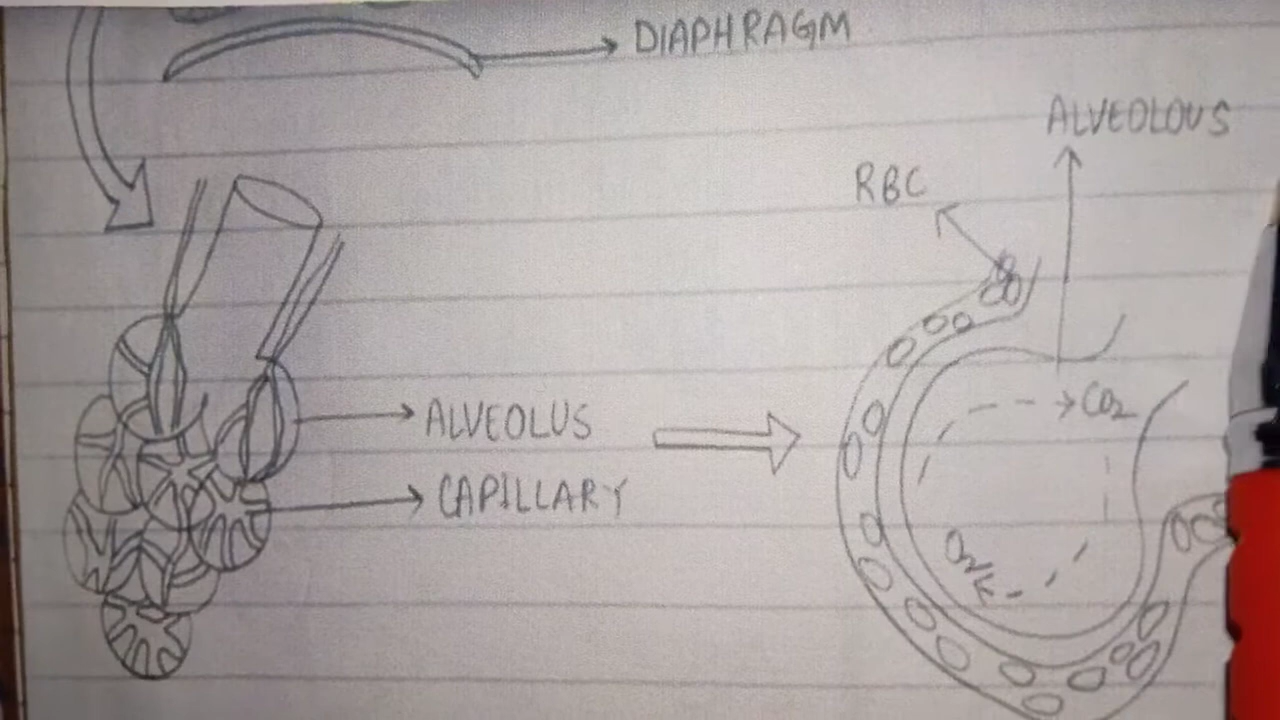 DIAPHRAGM
ALVEOLOUS
RBC
CO2
ALVEOLUS
CAPILLARY
O2